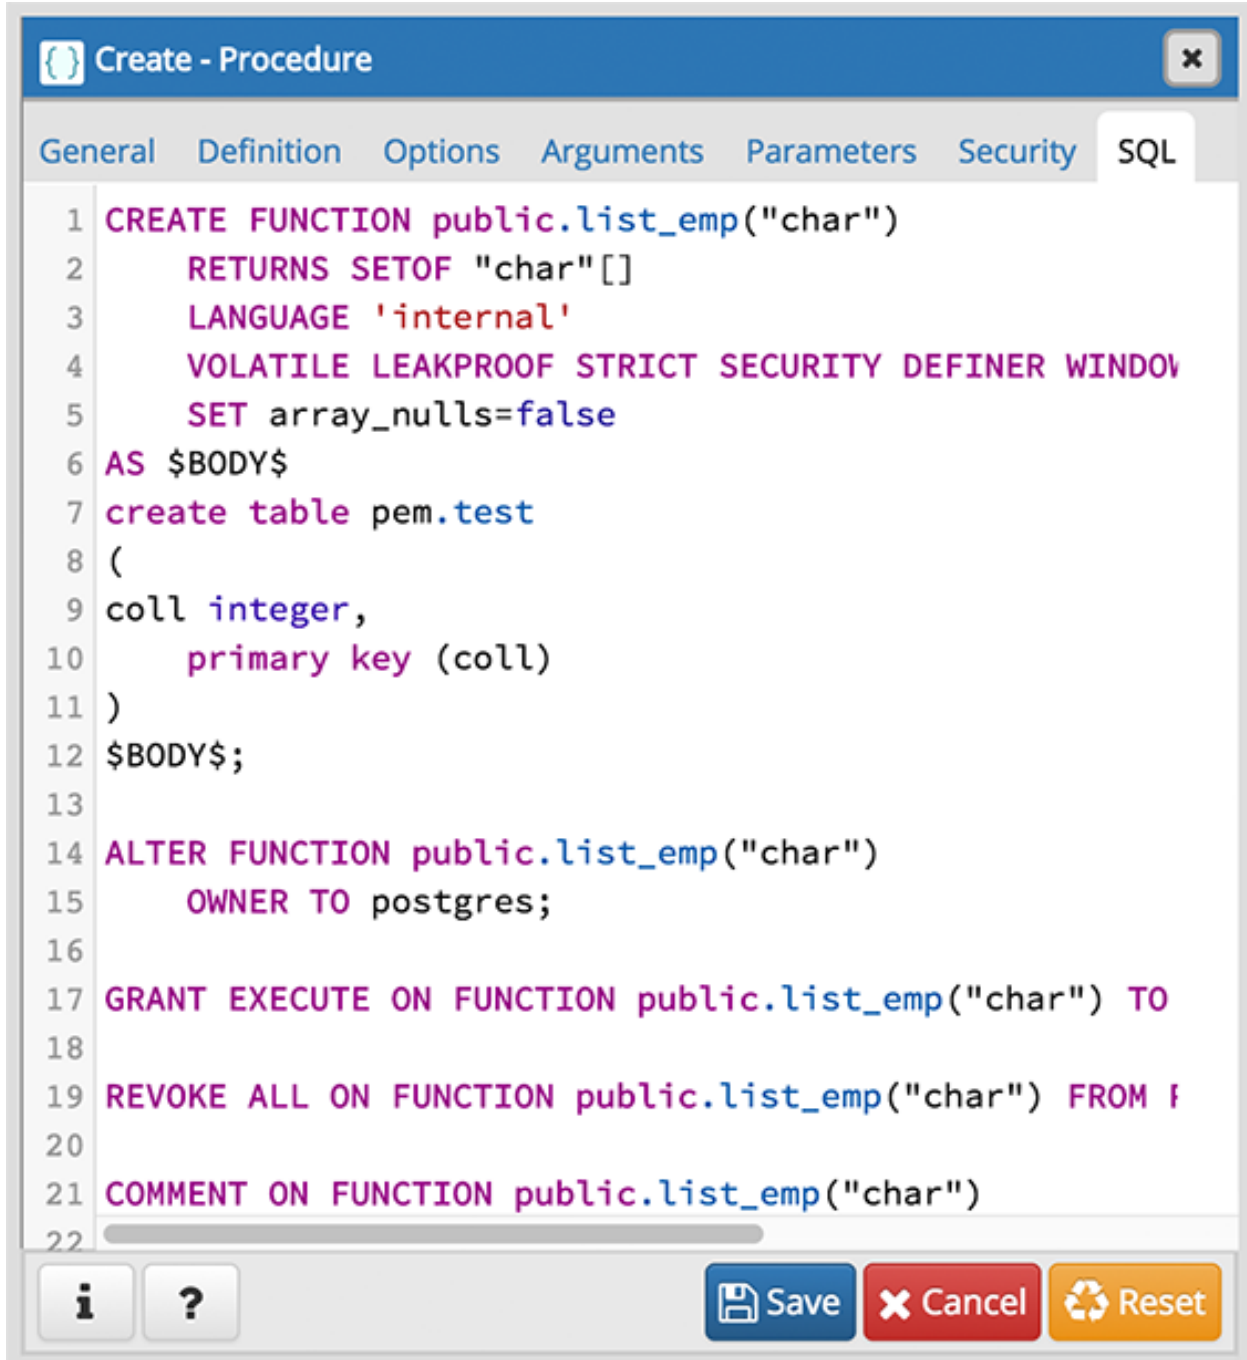 Create - Procedure
General Definition Options Arguments Parameters Security SQL
1 CREATE FUNCTION public.list_emp("char")
2 RETURNS SETOF "char"[]
3 LANGUAGE 'internal'
4 VOLATILE LEAKPROOF STRICT SECURITY DEFINER
5 SET array_nulls=false
6 AS $BODY$
7 create table pem.test
8 (
9 coll integer,
10 primary key (coll)
11 )
12 $BODY$;
13
14 ALTER FUNCTION public.list_emp("char")
15 OWNER TO postgres;
16
17 GRANT EXECUTE ON FUNCTION public.list_emp("char") TO
18
19 REVOKE ALL ON FUNCTION public.list_emp("char") FROM
20
21 COMMENT ON FUNCTION public.list_emp("char")
22
i ? Save Cancel Reset